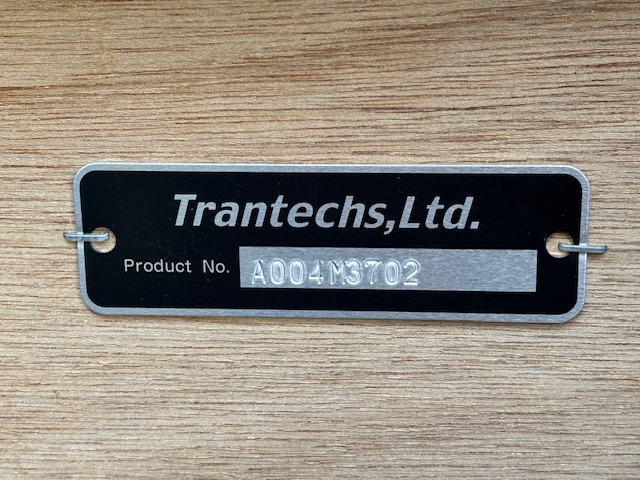 Trantechs,Ltd.
Product No. A004M3702